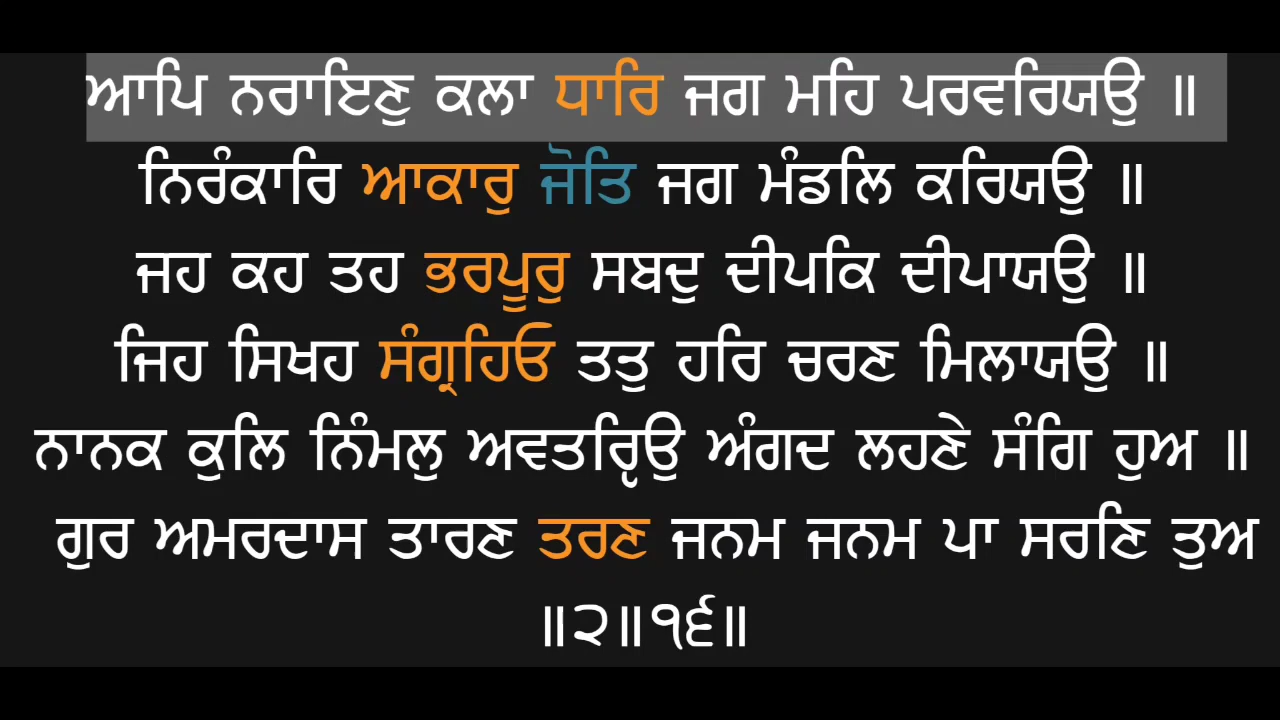 ਆਪਿ ਨਰਾਇਣੁ ਕਲਾ ਧਾਰਿ ਜਗ ਮਹਿ ਪਰਵਰਿਯਉ ॥
ਨਿਰੰਕਾਰਿ ਆਕਾਰੁ ਜੋਤਿ ਜਗ ਮੰਡਲਿ ਕਰਿਯਉ ॥
ਜਹ ਕਹ ਤਹ ਭਰਪੂਰੁ ਸਬਦੁ ਦੀਪਕਿ ਦੀਪਾਯਉ ॥
ਜਿਹ ਸਿਖਹ ਸੰਗ੍ਰਹਿਓ ਤਤੁ ਹਰਿ ਚਰਣ ਮਿਲਾਯਉ ॥
ਨਾਨਕ ਕੁਲਿ ਨਿੰਮਲੁ ਅਵਤਰ੍ਯਿਉ ਅੰਗਦ ਲਹਣੇ ਸੰਗਿ ਹੁਅ ॥
ਗੁਰ ਅਮਰਦਾਸ ਤਾਰਣ ਤਰਣ ਜਨਮ ਜਨਮ ਪਾ ਸਰਣਿ ਤੁਅ
॥੨॥੧੬॥